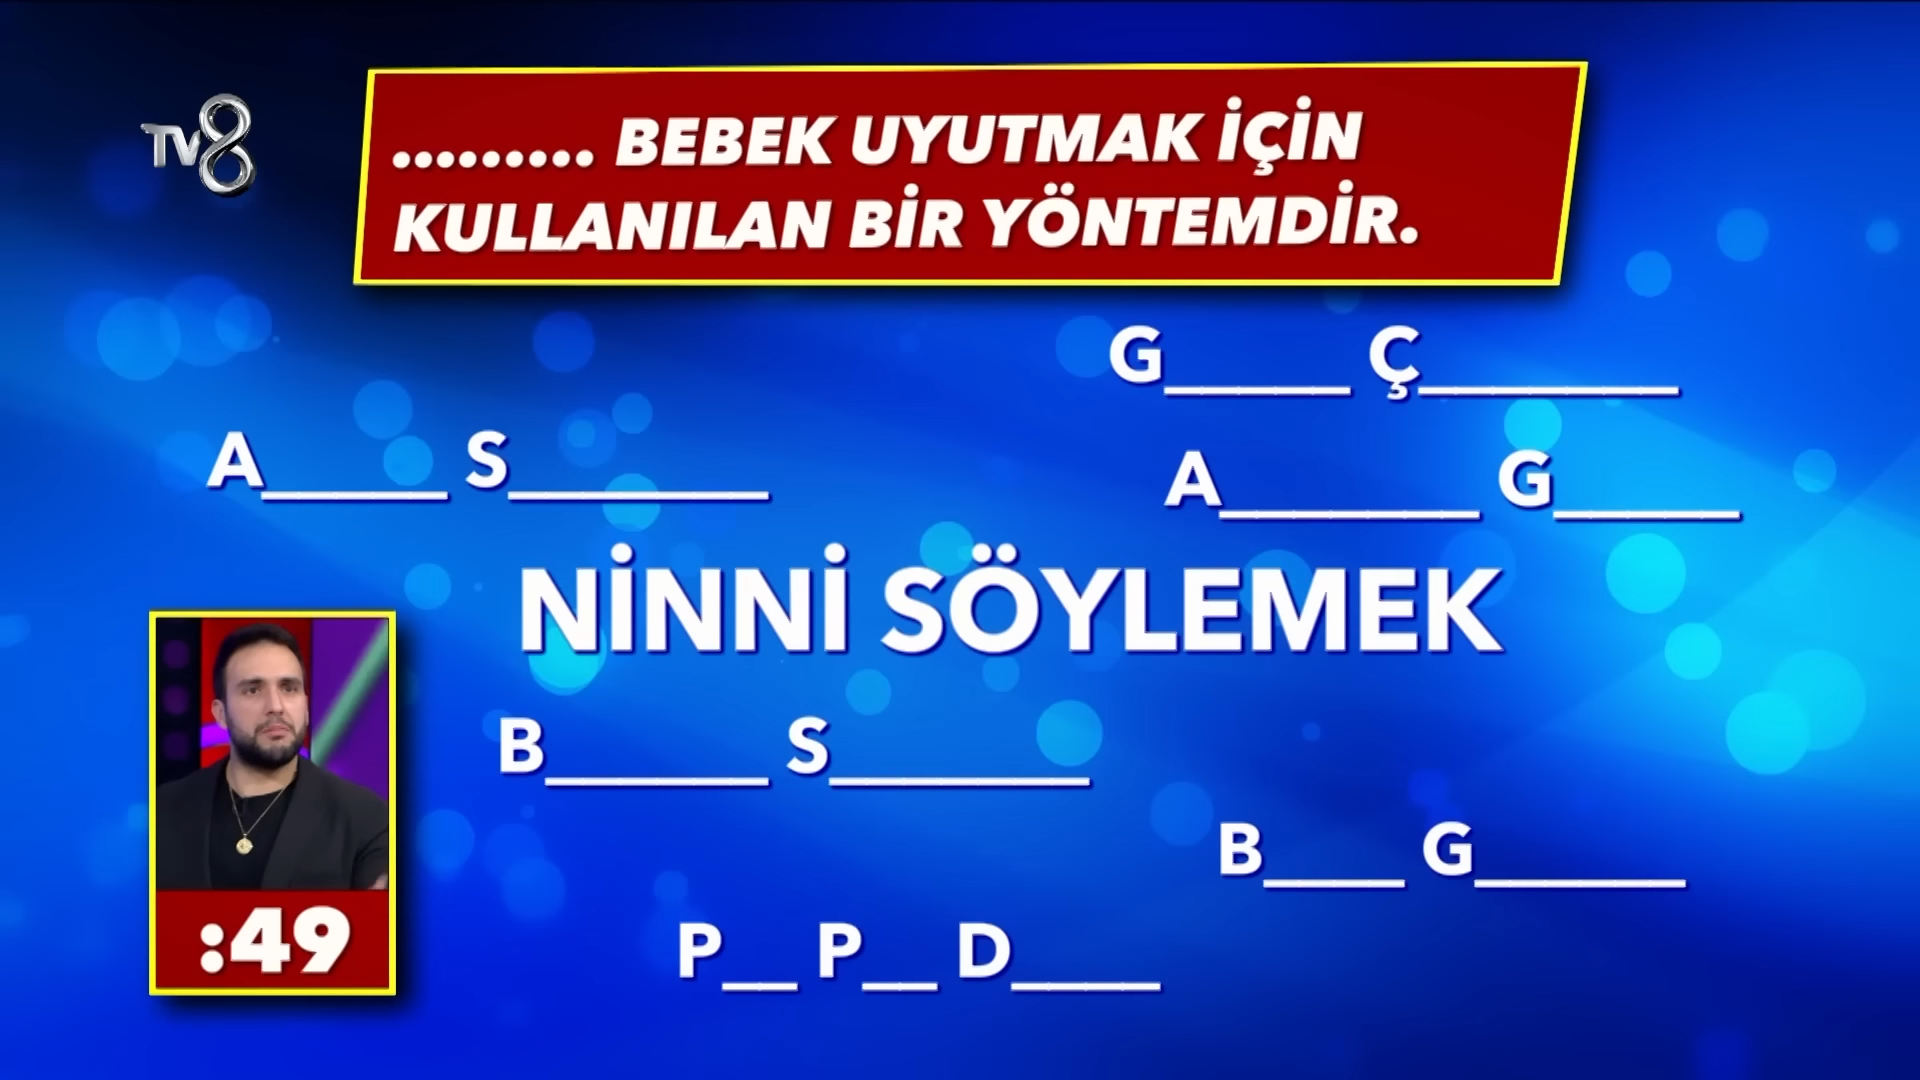 TV8
......... BEBEK UYUTMAK İÇİN
KULLANILAN BİR YÖNTEMDİR.
G_____ Ç_______
A_____ S_______
A_______ G_____
NİNNİ SÖYLEMEK
B______ S_______
B____ G______
P__ P__ D____
:49